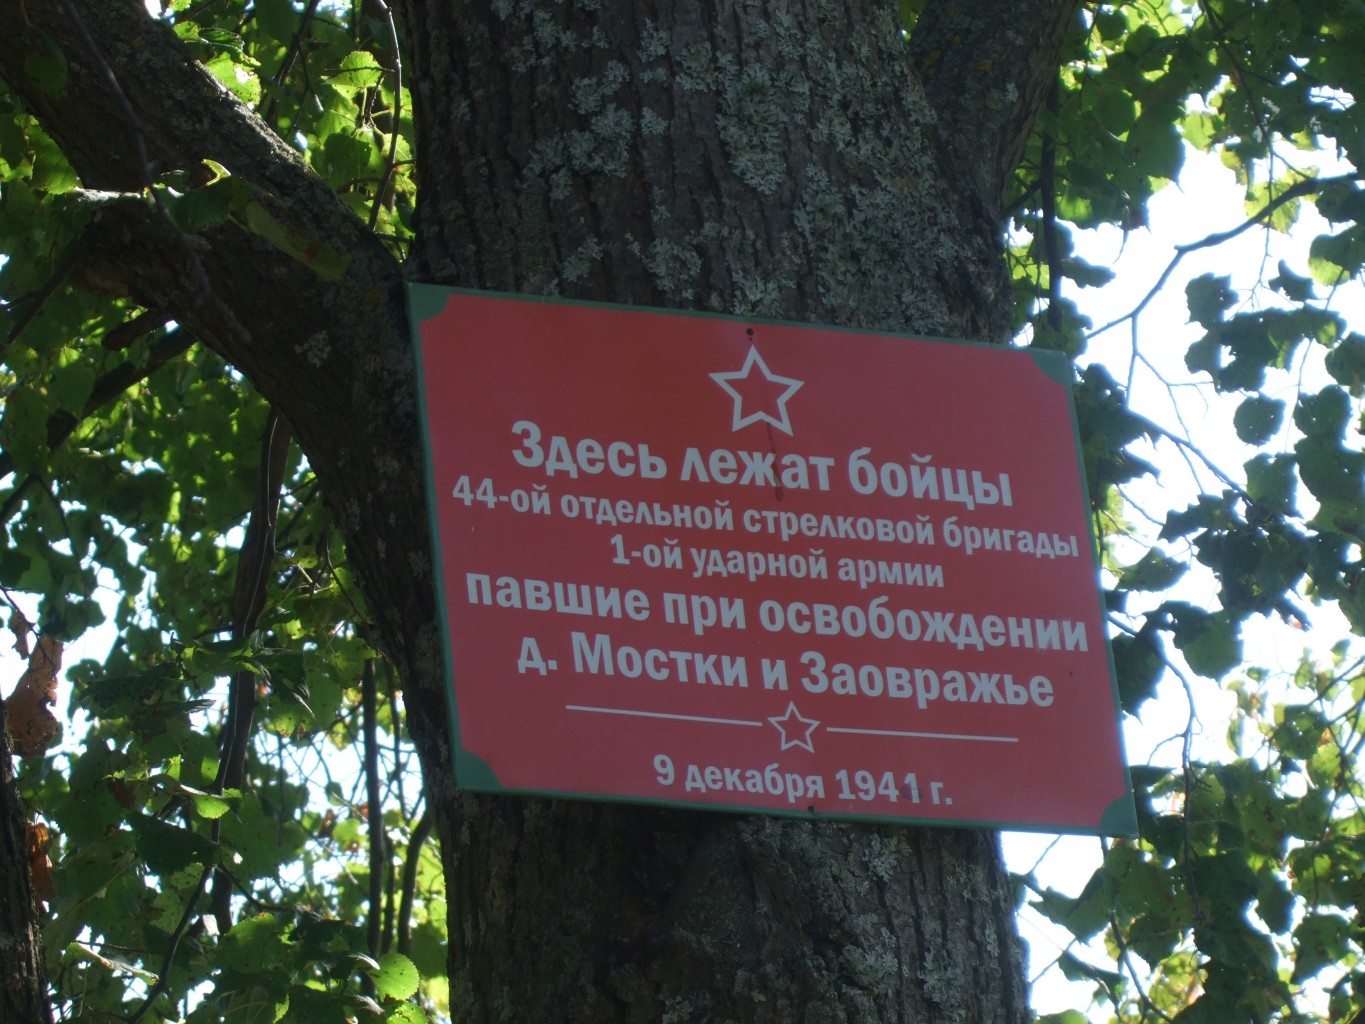 Здесь лежат бойцы
44-ой отдельной стрелковой бригады
1-ой ударной армии
павшие при освобождении
д. Мостки и Заовражье
9 декабря 1941 г.